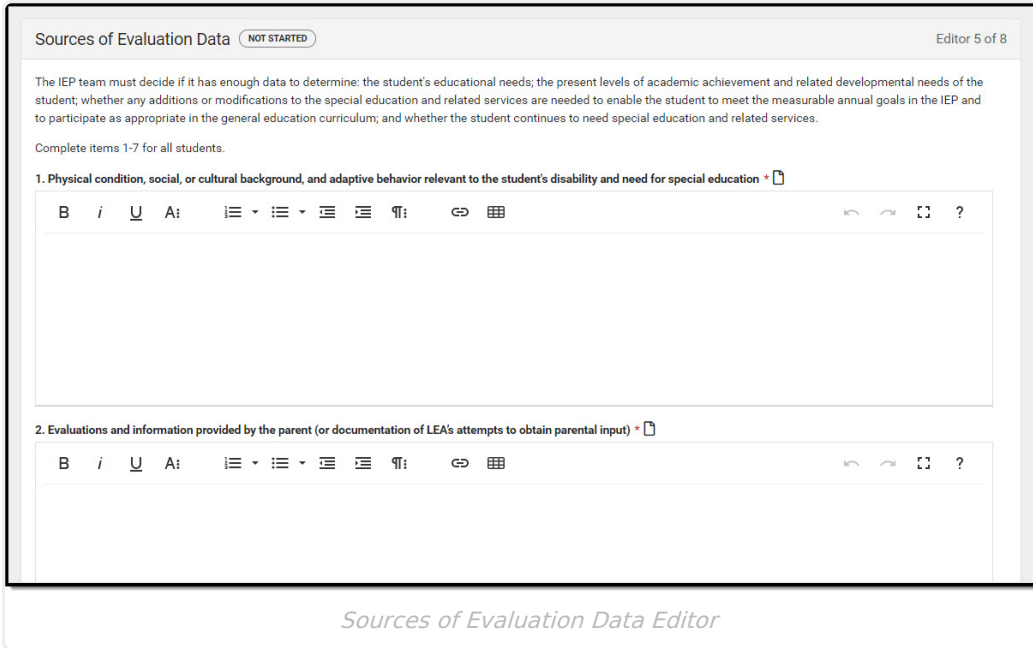 Sources of Evaluation Data NOT STARTED Editor 5 of 8
The IEP team must decide if it has enough data to determine: the student's educational needs; the present levels of academic achievement and related developmental needs of the
student; whether any additions or modifications to the special education and related services are needed to enable the student to meet the measurable annual goals in the IEP and
to participate as appropriate in the general education curriculum; and whether the student continues to need special education and related services.
Complete items 1-7 for all students.
1. Physical condition, social, or cultural background, and adaptive behavior relevant to the student's disability and need for special education *
B i U A ?
2. Evaluations and information provided by the parent (or documentation of LEA's attempts to obtain parental input) *
B i U A ?
Sources of Evaluation Data Editor